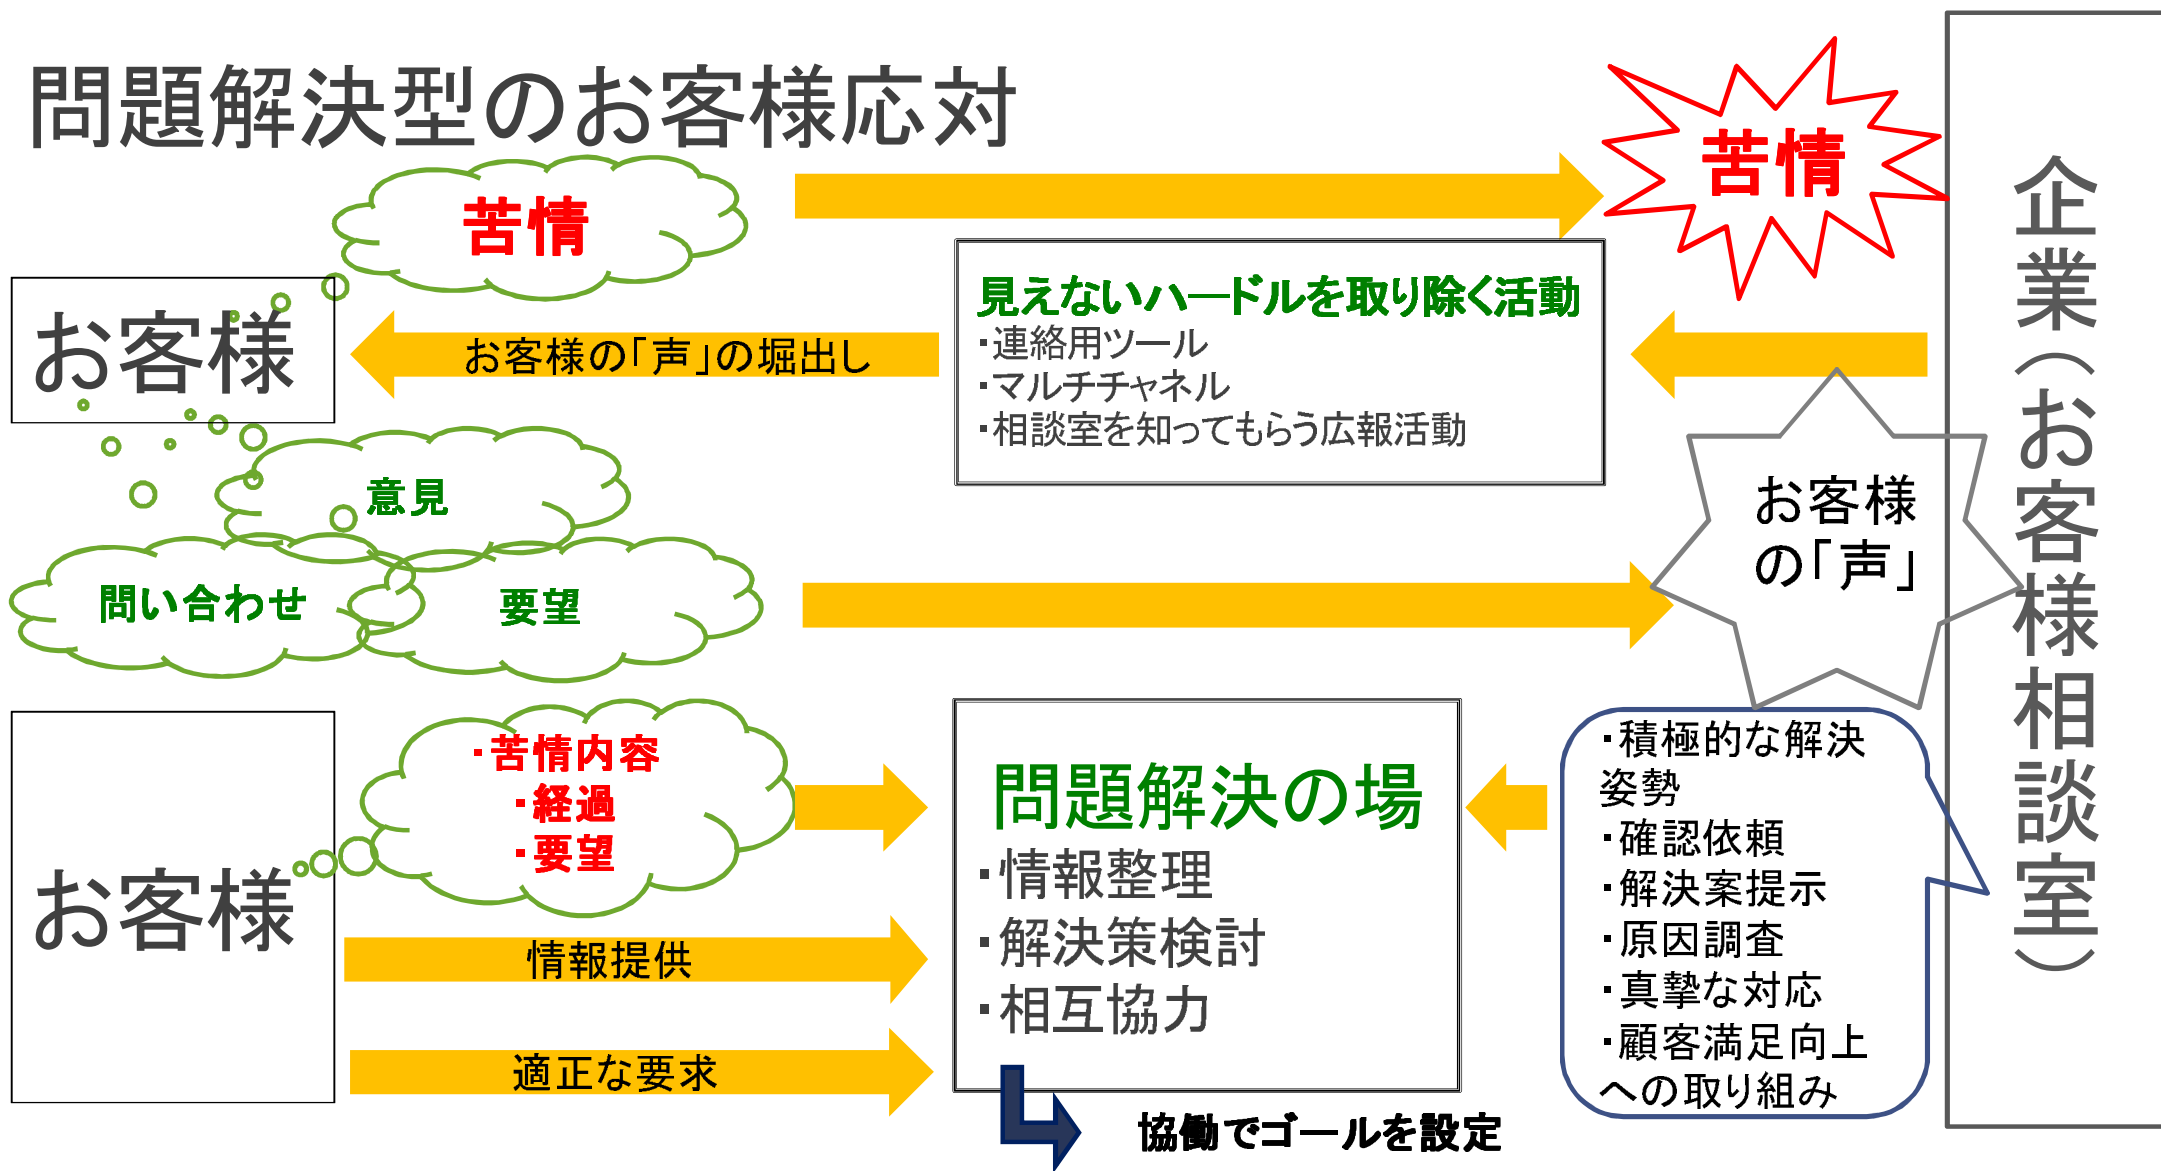 問題解決型のお客様応対
苦情
苦情
企業（お客様相談室）
お客様
お客様の「声」の堀出し
見えないハードルを取り除く活動
・連絡用ツール
・マルチチャネル
・相談室を知ってもらう広報活動
意見
問い合わせ
要望
お客様
の「声」
お客様
・苦情内容
・経過
・要望
情報提供
適正な要求
問題解決の場
・情報整理
・解決策検討
・相互協力
・積極的な解決
姿勢
・確認依頼
・解決案提示
・原因調査
・真摯な対応
・顧客満足向上
への取り組み
協働でゴールを設定